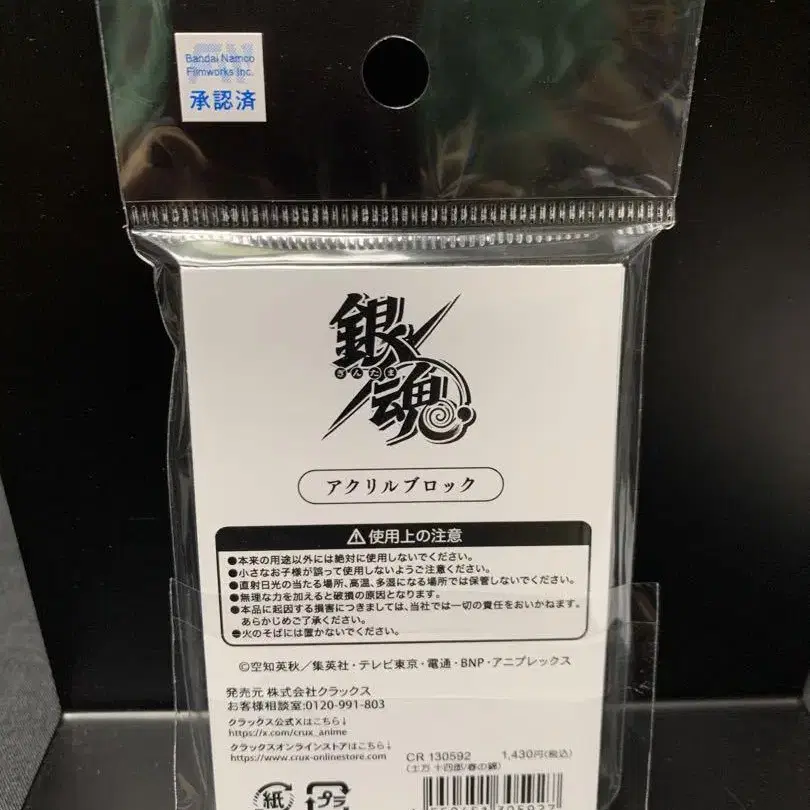 Bandai Namco
Filmworks Inc.
承認済
銀
ぎんたま
魂
アクリルブロック
⚠使用上の注意
●本来の用途以外には絶対に使用しないでください。
●小さなお子様が誤って使用しないようご注意ください。
●直射日光の当たる場所、高温、多湿になる場所では保管しないでください。
●無理な力を加えると破損の原因となります。
●本品に起因する損害につきましては、当社では一切の責任をおいかねます。
あらかじめご了承ください。
●火のそばには置かないでください。
©空知英秋/集英社・テレビ東京・電通・BNP・アニプレックス
発売元 株式会社クラックス
お客様相談室:0120-991-803
クラックス公式Xはこちら↓
https://x.com/crux_anime
クラックスオンラインストアはこちら↓
https://www.crux-onlinestore.com
CR 130592 1,430円(税込)
(土方 十四郎/春の錦)
紙
プラ